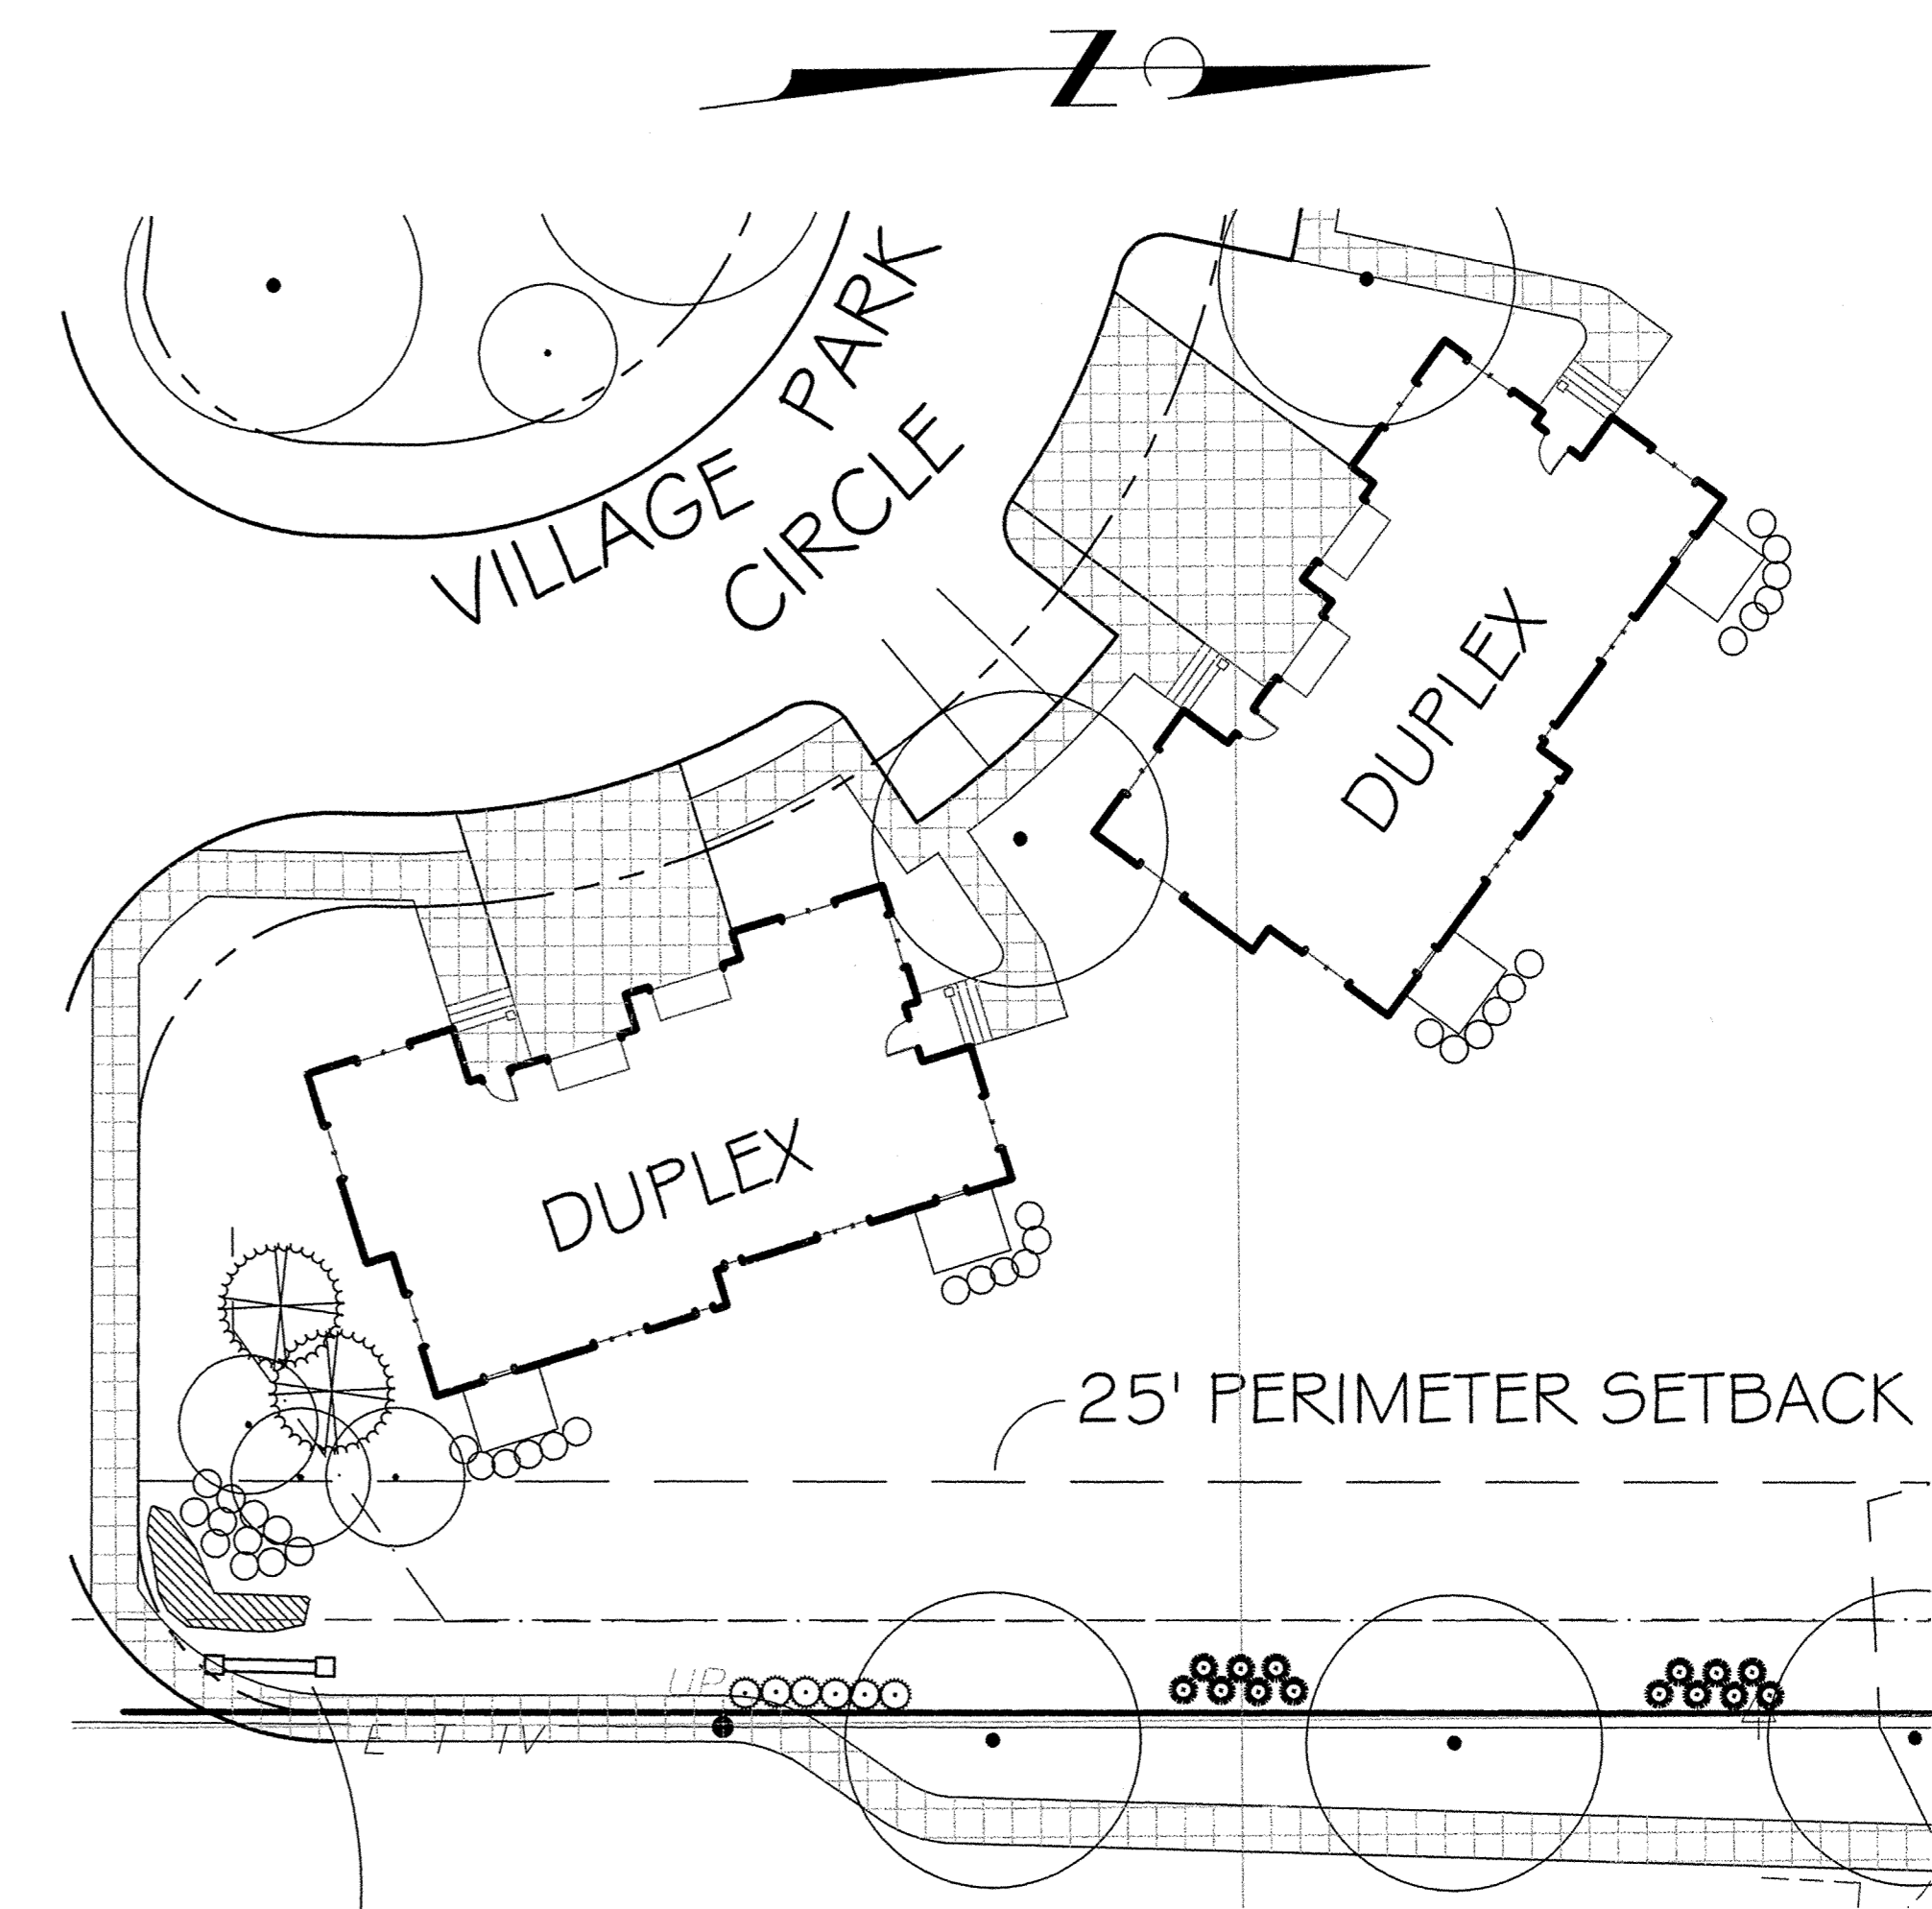 N
VILLAGE PARK
CIRCLE
DUPLEX
DUPLEX
25' PERIMETER SETBACK
UP
E T TV